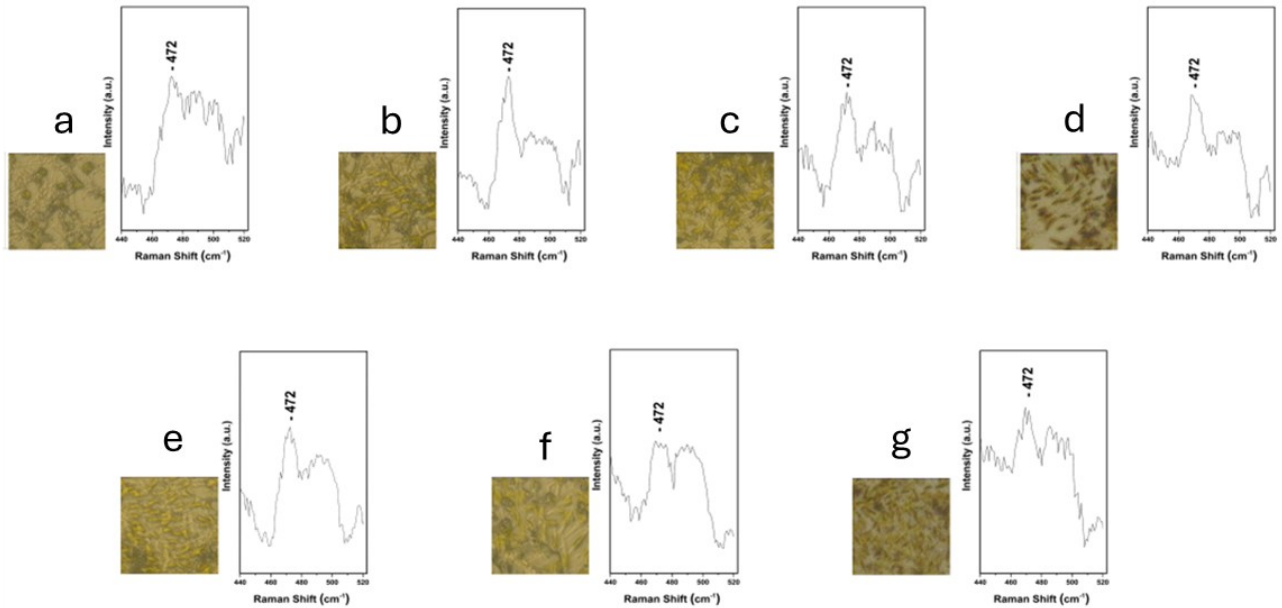 a
Intensity (a.u.)
- 472
440 460 480 500 520
Raman Shift (cm⁻¹)
b
Intensity (a.u.)
- 472
440 460 480 500 520
Raman Shift (cm⁻¹)
c
Intensity (a.u.)
- 472
440 460 480 500 520
Raman Shift (cm⁻¹)
d
Intensity (a.u.)
- 472
440 460 480 500 520
Raman Shift (cm⁻¹)
e
Intensity (a.u.)
- 472
440 460 480 500 520
Raman Shift (cm⁻¹)
f
Intensity (a.u.)
- 472
440 460 480 500 520
Raman Shift (cm⁻¹)
g
Intensity (a.u.)
- 472
440 460 480 500 520
Raman Shift (cm⁻¹)